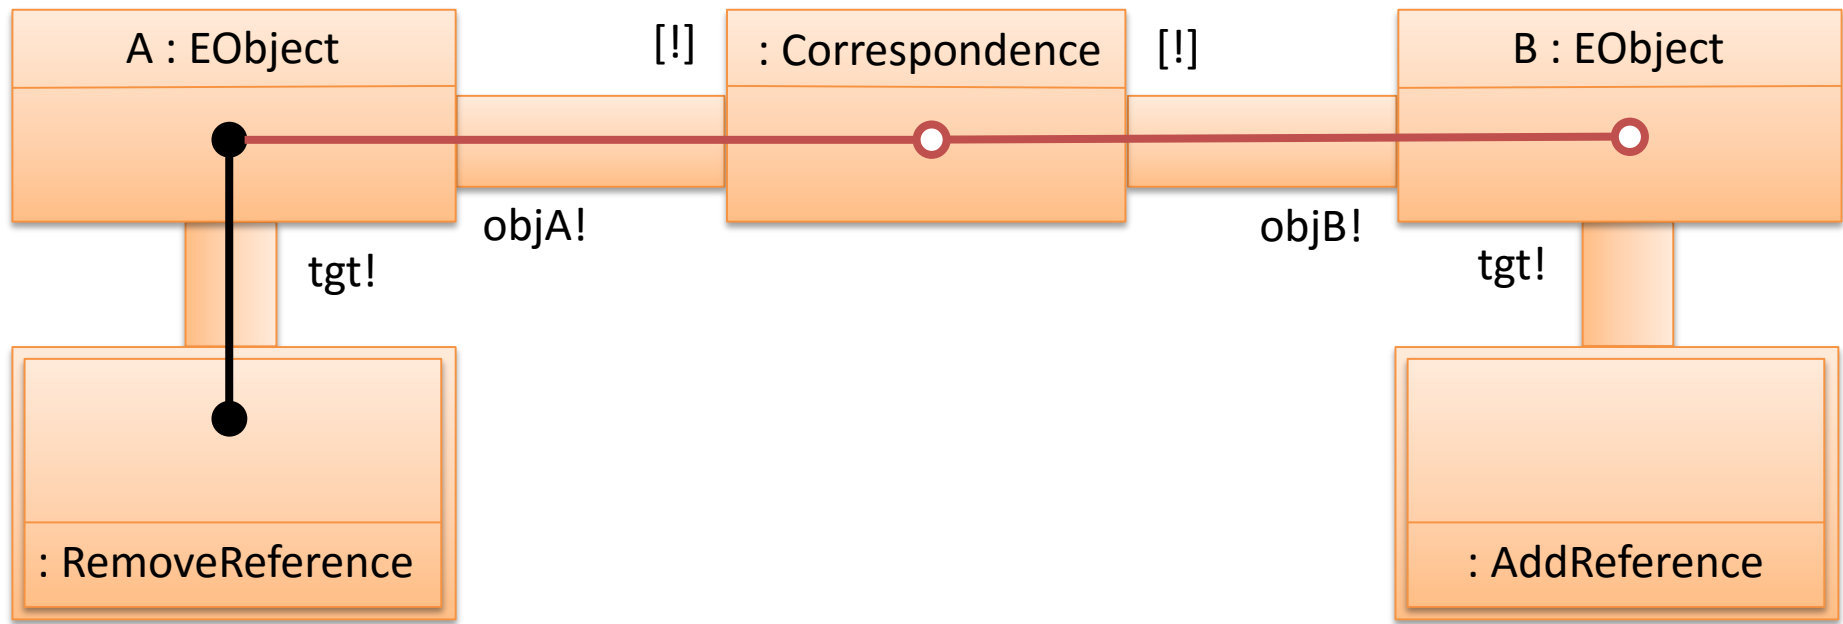 A : EObject
[!]
: Correspondence
[!]
B : EObject
objA!
objB!
tgt!
tgt!
: RemoveReference
: AddReference